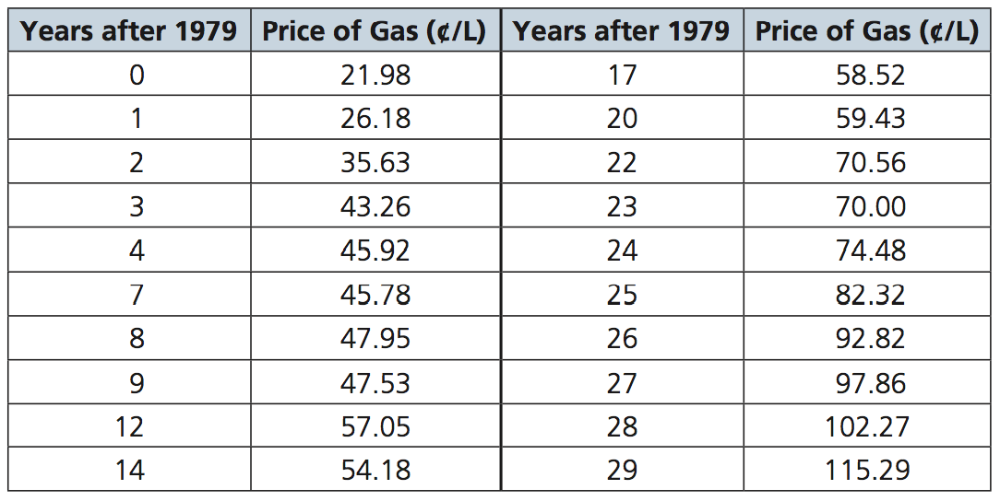 Years after 1979 Price of Gas (¢/L) Years after 1979 Price of Gas (¢/L)
0 21.98 17 58.52
1 26.18 20 59.43
2 35.63 22 70.56
3 43.26 23 70.00
4 45.92 24 74.48
7 45.78 25 82.32
8 47.95 26 92.82
9 47.53 27 97.86
12 57.05 28 102.27
14 54.18 29 115.29